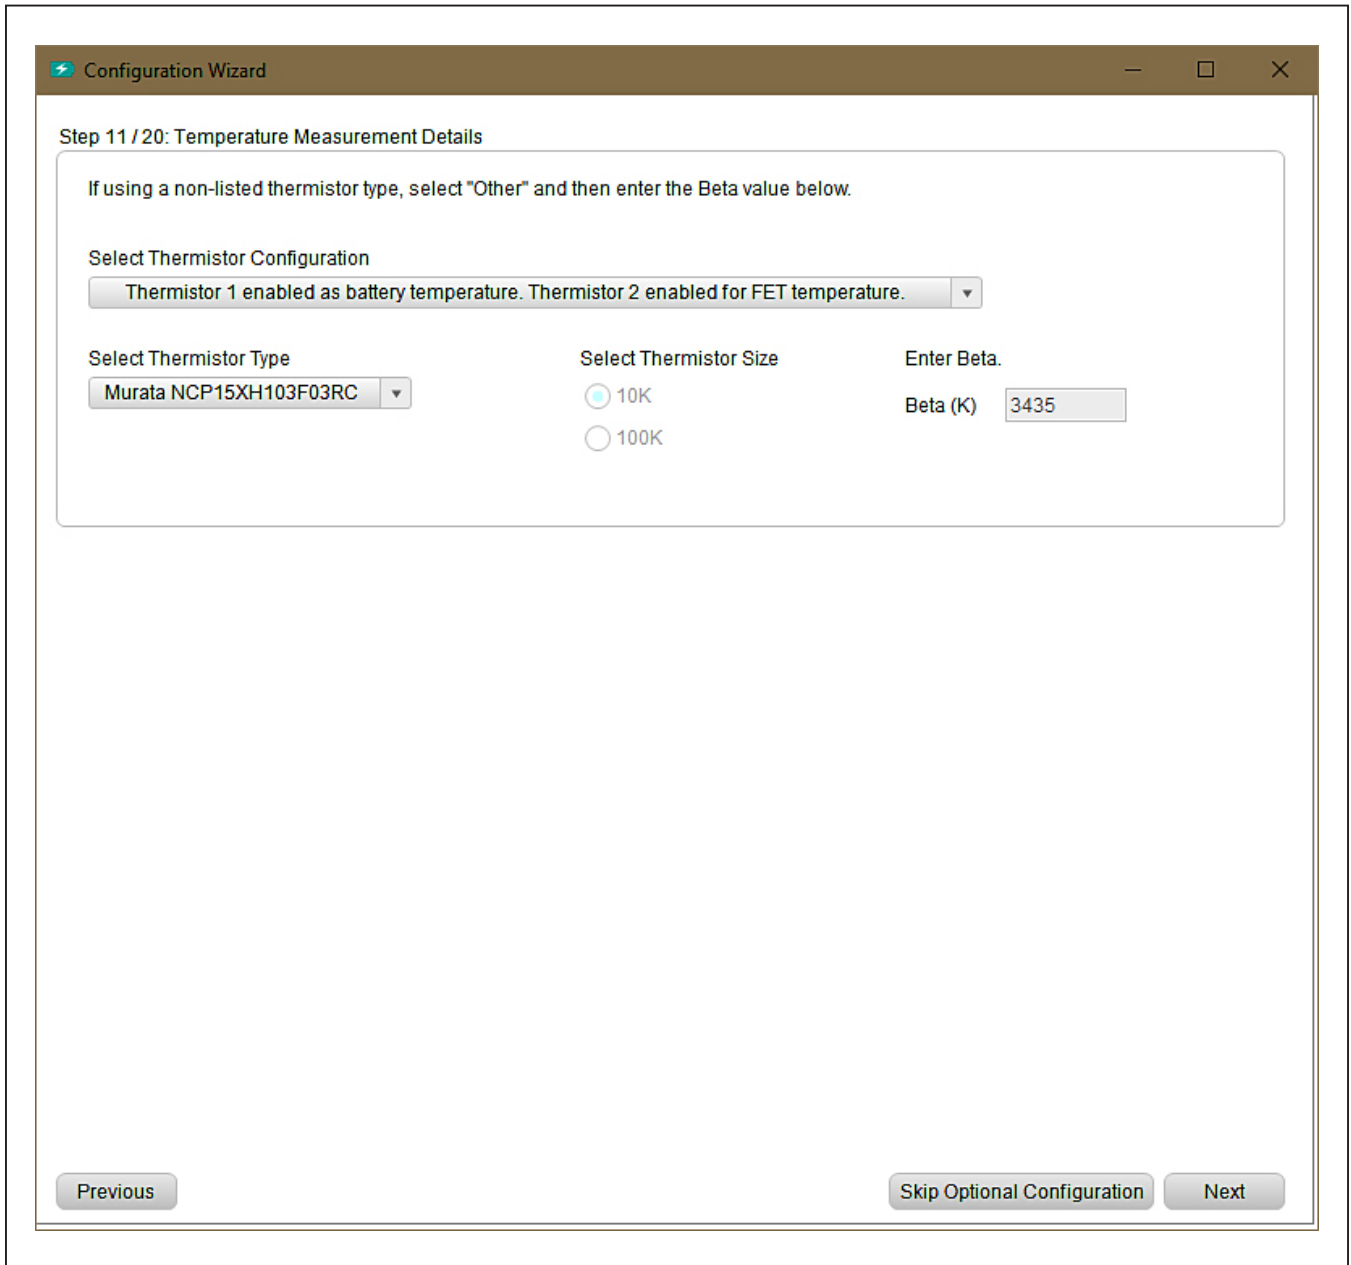 Configuration Wizard
Step 11 / 20: Temperature Measurement Details
If using a non-listed thermistor type, select "Other" and then enter the Beta value below.
Select Thermistor Configuration
Thermistor 1 enabled as battery temperature. Thermistor 2 enabled for FET temperature.
Select Thermistor Type
Murata NCP15XH103F03RC
Select Thermistor Size
10K
100K
Enter Beta.
Beta (K) 3435
Previous
Skip Optional Configuration
Next